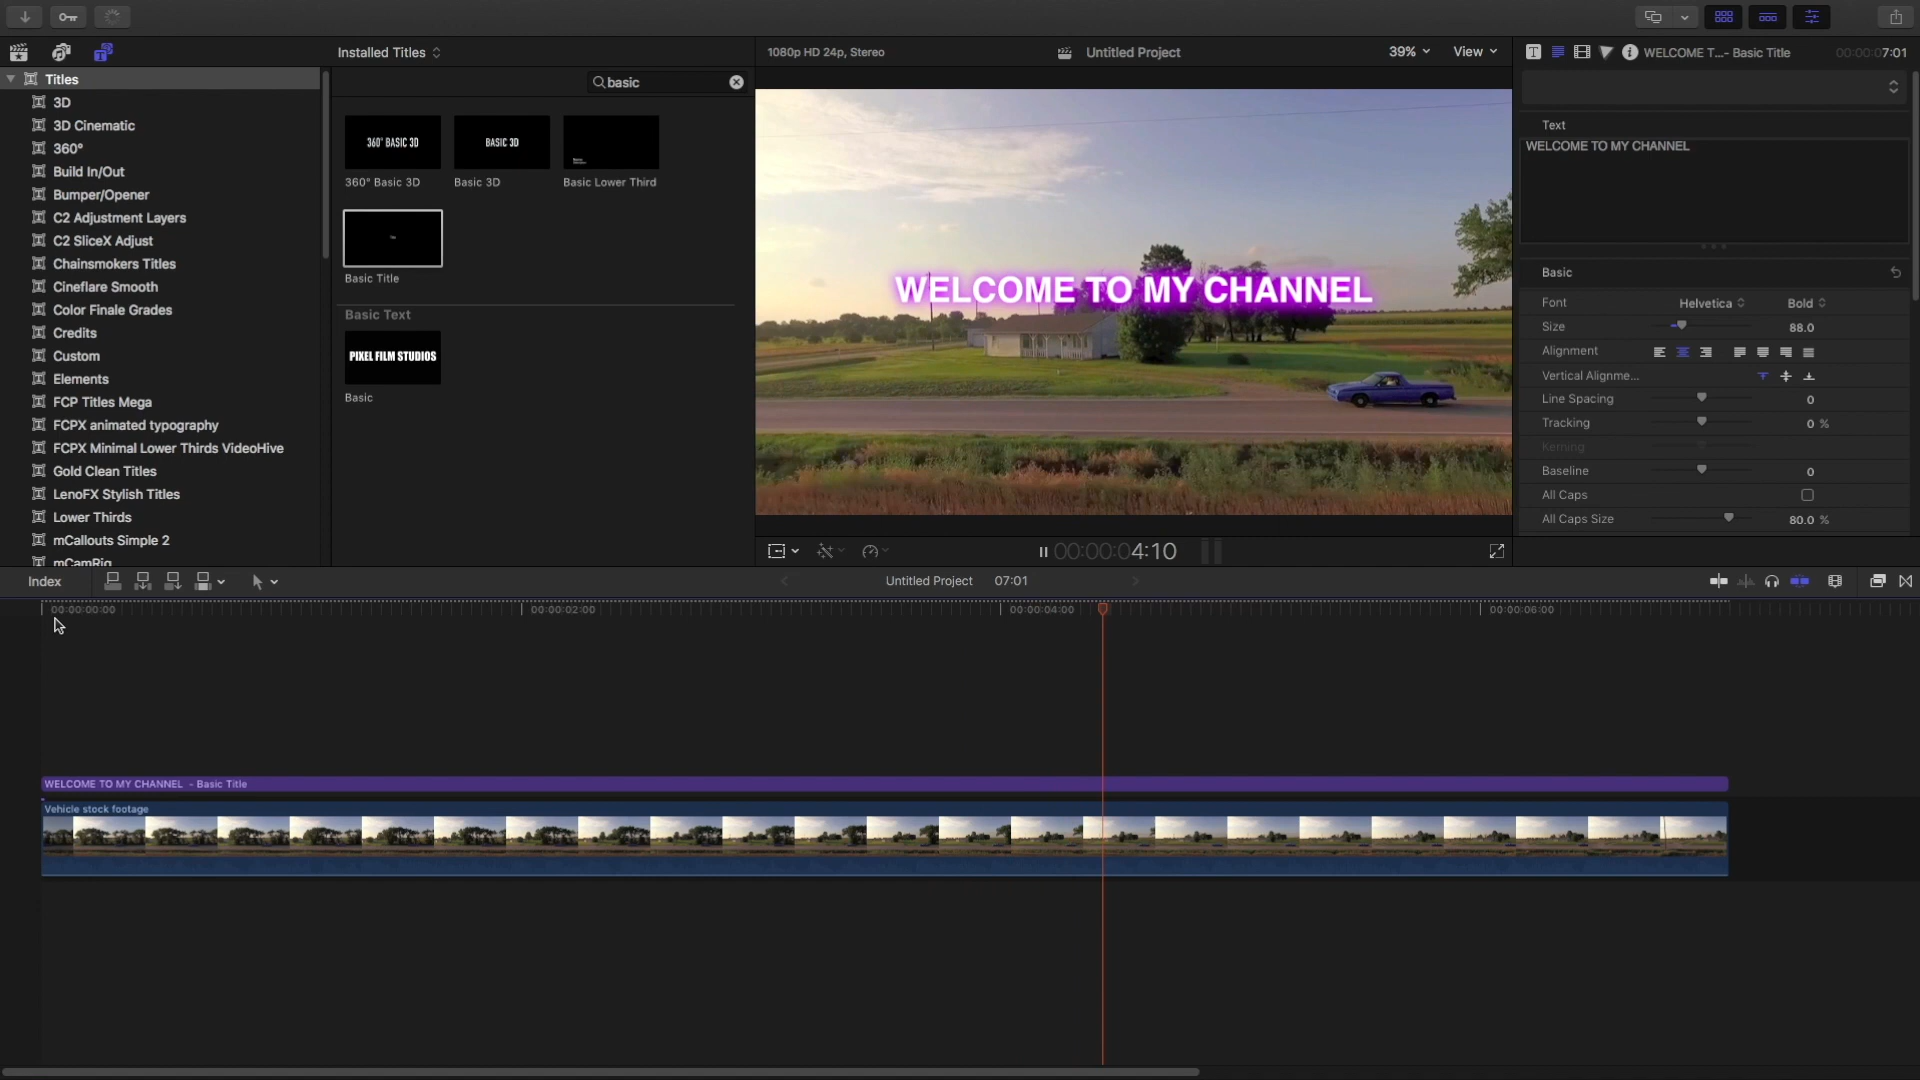 Installed Titles
1080p HD 24p, Stereo
Untitled Project
39%
View
WELCOME T...- Basic Title
00:00:07:01
Titles
3D
3D Cinematic
360°
Build In/Out
Bumper/Opener
C2 Adjustment Layers
C2 SliceX Adjust
Chainsmokers Titles
Cineflare Smooth
Color Finale Grades
Credits
Custom
Elements
FCP Titles Mega
FCPX animated typography
FCPX Minimal Lower Thirds VideoHive
Gold Clean Titles
LenoFX Stylish Titles
Lower Thirds
mCallouts Simple 2
mCamRig
basic
360° BASIC 3D
BASIC 3D
360° Basic 3D
Basic 3D
Basic Lower Third
Basic Title
Basic Text
PIXEL FILM STUDIOS
Basic
WELCOME TO MY CHANNEL
00:00:04:10
Text
WELCOME TO MY CHANNEL
Basic
Font
Helvetica
Bold
Size
88.0
Alignment
Vertical Alignme...
Line Spacing
0
Tracking
0 %
Kerning
Baseline
0
All Caps
All Caps Size
80.0 %
Index
Untitled Project
07:01
00:00:00:00
00:00:02:00
00:00:04:00
00:00:06:00
WELCOME TO MY CHANNEL - Basic Title
Vehicle stock footage